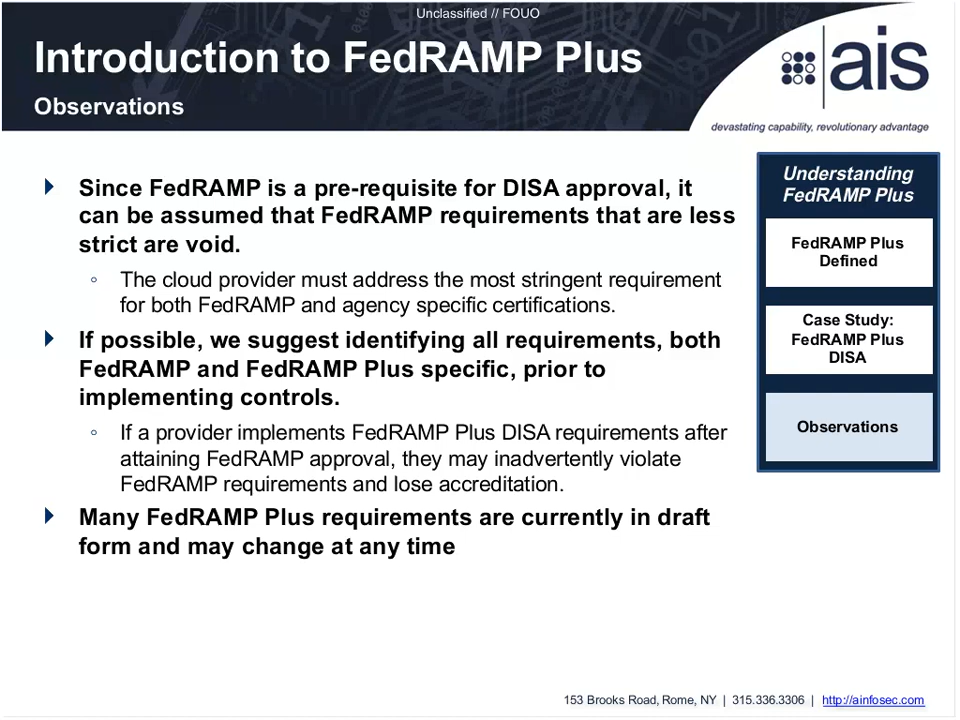 Unclassified // FOUO
Introduction to FedRAMP Plus
Observations
ais
devastating capability, revolutionary advantage
Since FedRAMP is a pre-requisite for DISA approval, it
can be assumed that FedRAMP requirements that are less
strict are void.
The cloud provider must address the most stringent requirement
for both FedRAMP and agency specific certifications.
If possible, we suggest identifying all requirements, both
FedRAMP and FedRAMP Plus specific, prior to
implementing controls.
If a provider implements FedRAMP Plus DISA requirements after
attaining FedRAMP approval, they may inadvertently violate
FedRAMP requirements and lose accreditation.
Many FedRAMP Plus requirements are currently in draft
form and may change at any time
Understanding
FedRAMP Plus
FedRAMP Plus
Defined
Case Study:
FedRAMP Plus
DISA
Observations
153 Brooks Road, Rome, NY | 315.336.3306 | http://ainfosec.com